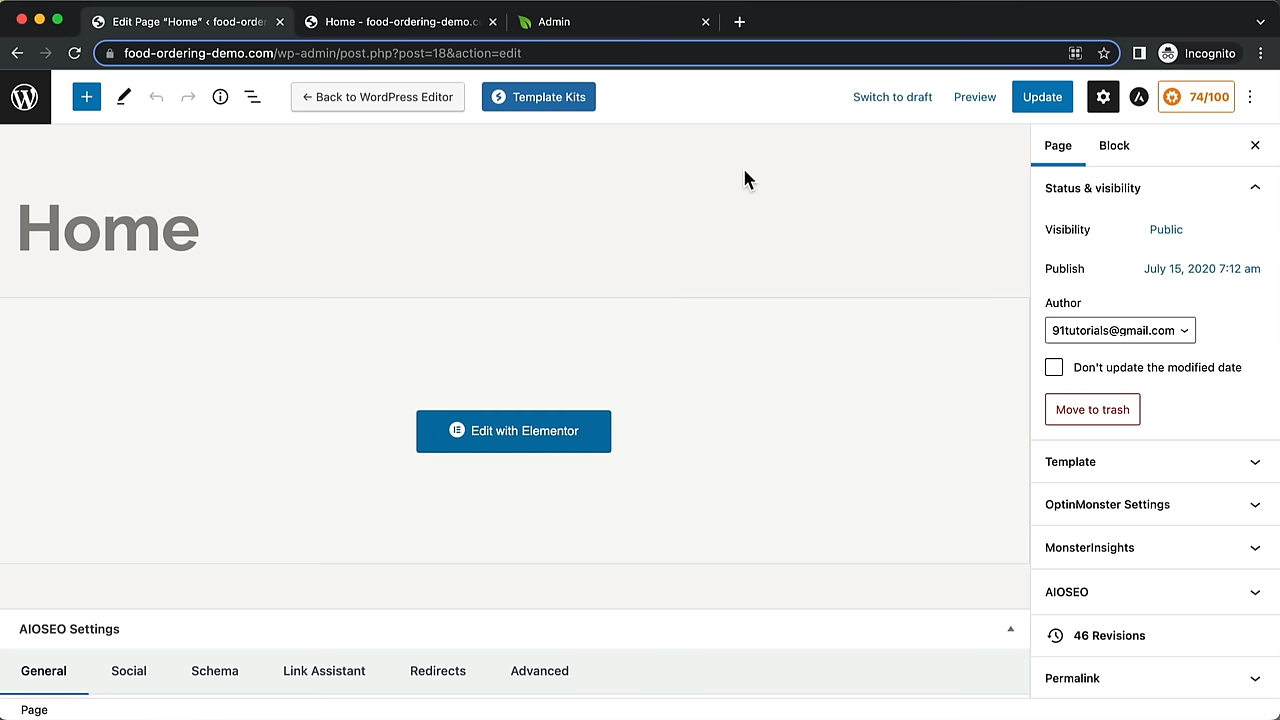 Edit Page “Home” ‹ food-order
Home - food-ordering-demo.c
Admin
food-ordering-demo.com/wp-admin/post.php?post=18&action=edit
Incognito
← Back to WordPress Editor
Template Kits
Switch to draft
Preview
Update
74/100
Page
Block
Status & visibility
Visibility
Public
Publish
July 15, 2020 7:12 am
Author
91tutorials@gmail.com
Don't update the modified date
Move to trash
Template
OptinMonster Settings
MonsterInsights
AIOSEO
46 Revisions
Permalink
Home
Edit with Elementor
AIOSEO Settings
General
Social
Schema
Link Assistant
Redirects
Advanced
Page